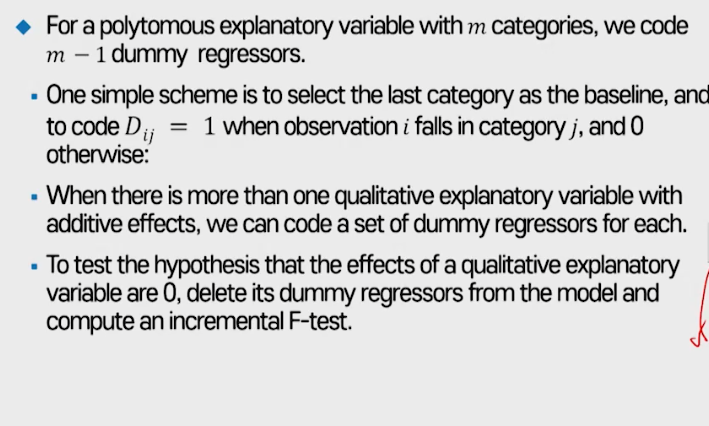 ◆ For a polytomous explanatory variable with m categories, we code
m − 1 dummy regressors.
▪ One simple scheme is to select the last category as the baseline, and
to code D_ij = 1 when observation i falls in category j, and 0
otherwise:
▪ When there is more than one qualitative explanatory variable with
additive effects, we can code a set of dummy regressors for each.
▪ To test the hypothesis that the effects of a qualitative explanatory
variable are 0, delete its dummy regressors from the model and
compute an incremental F-test.